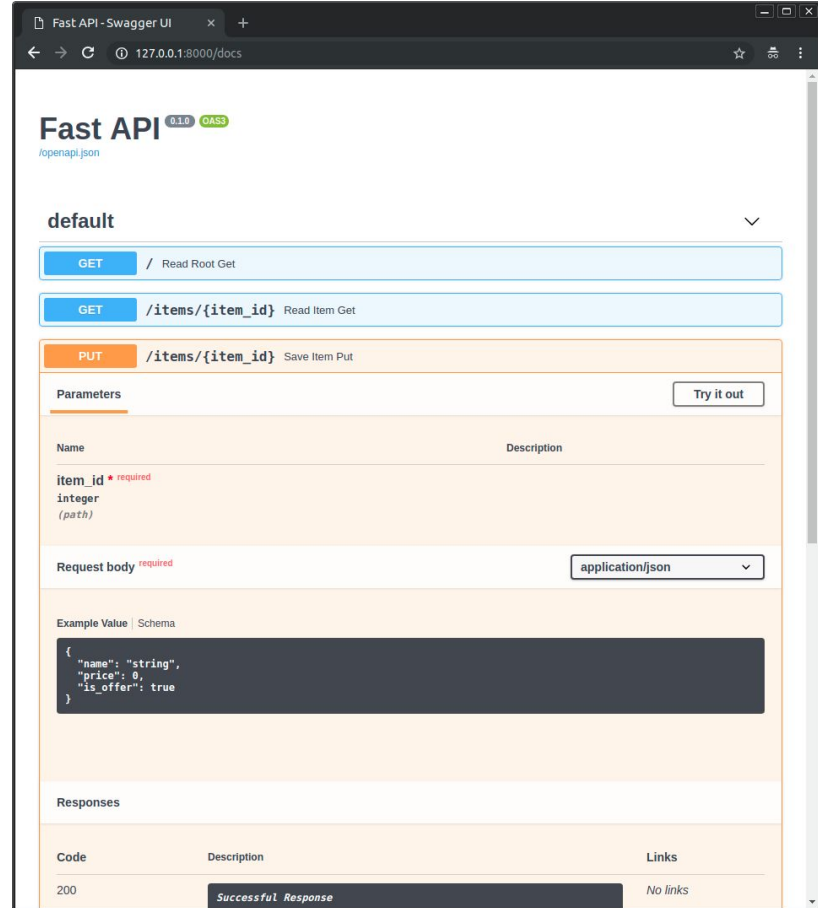 Fast API - Swagger UI
127.0.0.1:8000/docs
Fast API 0.1.0 OAS3
/openapi.json
default
GET / Read Root Get
GET /items/{item_id} Read Item Get
PUT /items/{item_id} Save Item Put
Parameters Try it out
Name Description
item_id * required
integer
(path)
Request body required application/json
Example Value Schema
{
"name": "string",
"price": 0,
"is_offer": true
}
Responses
Code Description Links
200 Successful Response No links